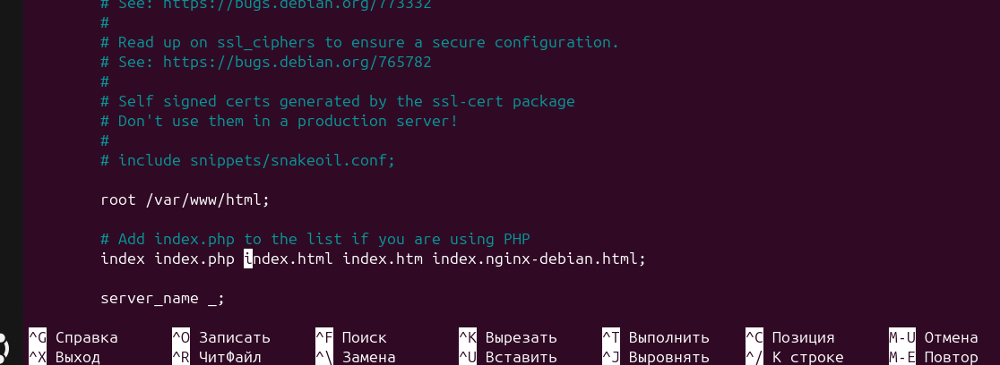 # See: https://bugs.debian.org/773332
#
# Read up on ssl_ciphers to ensure a secure configuration.
# See: https://bugs.debian.org/765782
#
# Self signed certs generated by the ssl-cert package
# Don't use them in a production server!
#
# include snippets/snakeoil.conf;
root /var/www/html;
# Add index.php to the list if you are using PHP
index index.php index.html index.htm index.nginx-debian.html;
server_name _;
^G Справка ^O Записать ^F Поиск ^K Вырезать ^T Выполнить ^C Позиция M-U Отмена
^X Выход ^R ЧитФайл ^\ Замена ^U Вставить ^J Выровнять ^/ К строке M-E Повтор